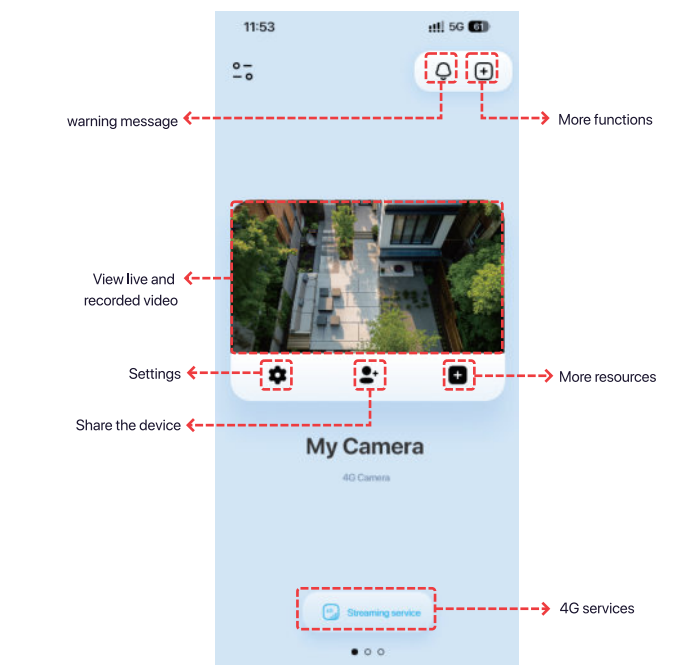 11:53
5G 61
warning message
More functions
View live and
recorded video
Settings
More resources
Share the device
My Camera
4G Camera
Streaming service
4G services